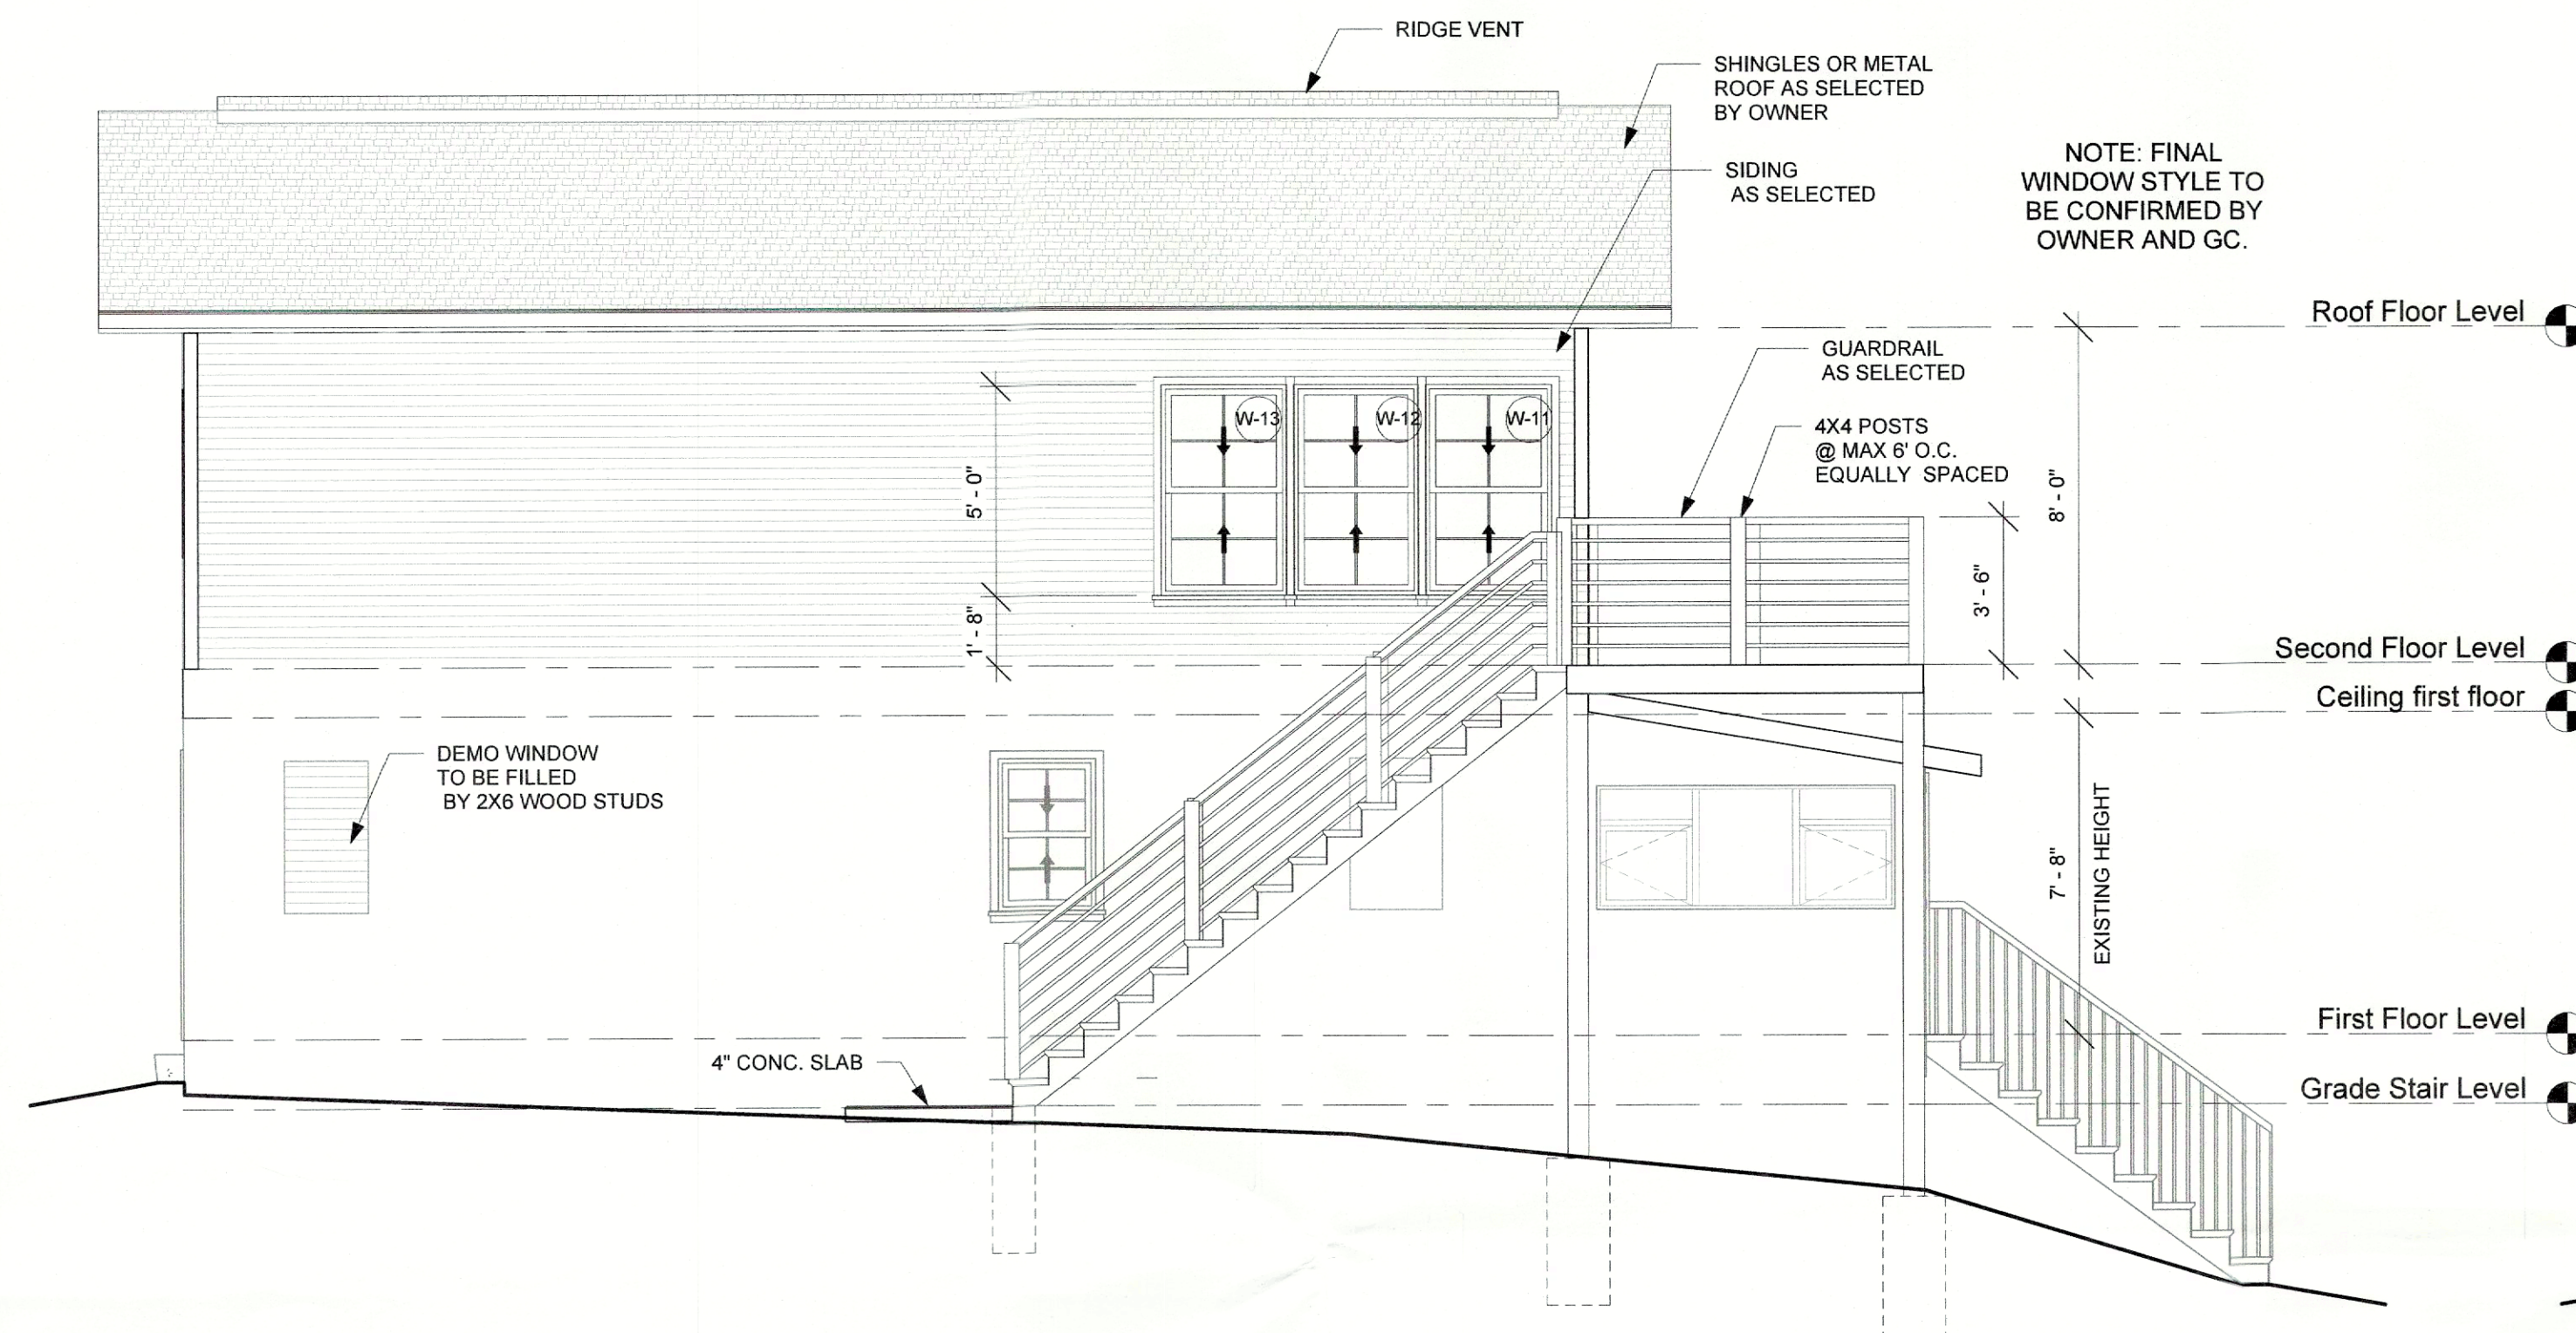 RIDGE VENT
SHINGLES OR METAL
ROOF AS SELECTED
BY OWNER
SIDING
AS SELECTED
NOTE: FINAL
WINDOW STYLE TO
BE CONFIRMED BY
OWNER AND GC.
Roof Floor Level
GUARDRAIL
AS SELECTED
W-13
W-12
W-11
4X4 POSTS
@ MAX 6' O.C.
EQUALLY SPACED
5' - 0"
8' - 0"
3' - 6"
1' - 8"
Second Floor Level
Ceiling first floor
DEMO WINDOW
TO BE FILLED
BY 2X6 WOOD STUDS
7' - 8"
EXISTING HEIGHT
First Floor Level
4" CONC. SLAB
Grade Stair Level